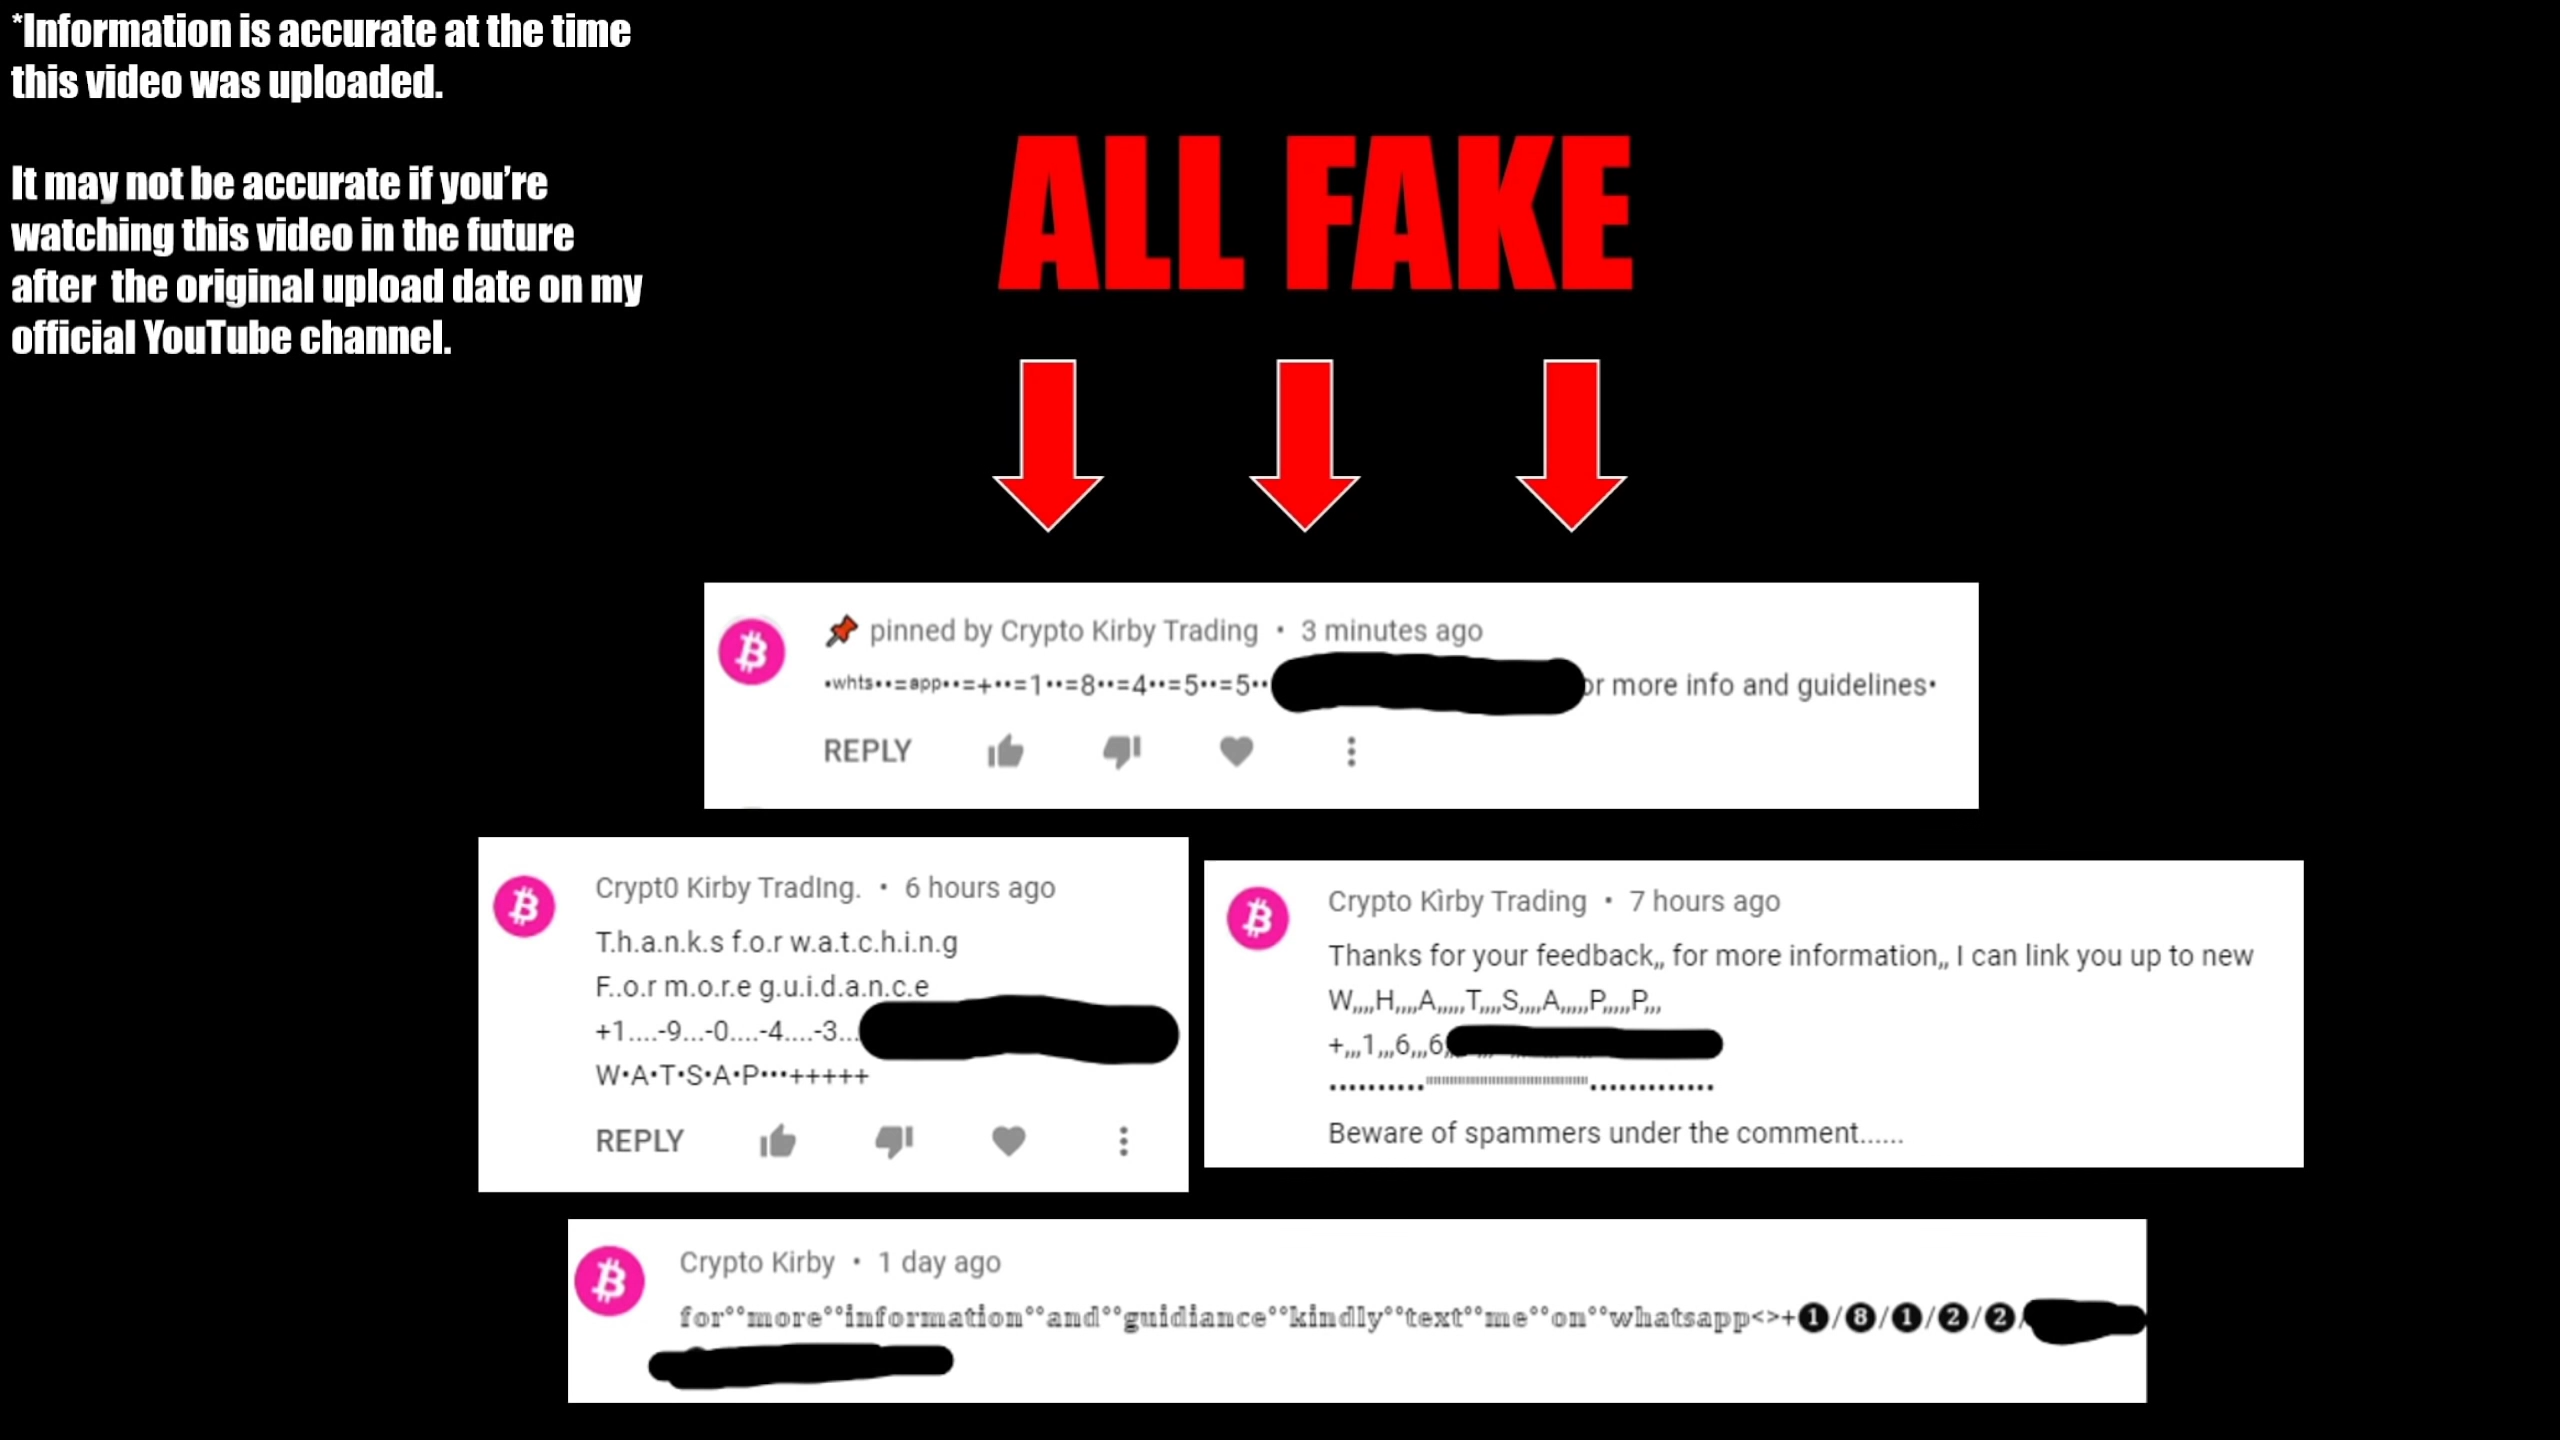 *Information is accurate at the time
this video was uploaded.
It may not be accurate if you're
watching this video in the future
after  the original upload date on my
official YouTube channel.
ALL FAKE
📌 pinned by Crypto Kirby Trading • 3 minutes ago
•whts••=app••=+••=1••=8••=4••=5••=5•• or more info and guidelines•
REPLY
Crypt0 Kirby TradIng. • 6 hours ago
T.h.a.n.k.s f.o.r w.a.t.c.h.i.n.g
F..o.r m.o.r.e g.u.i.d.a.n.c.e
+1....-9...-0....-4....-3...
W•A•T•S•A•P•••+++++
REPLY
Crypto Kìrby Trading • 7 hours ago
Thanks for your feedback,, for more information,, I can link you up to new
W,,,,H,,,,A,,,,,T,,,,S,,,,A,,,,,P,,,,,P,,,
+,,,1,,,6,,,6
Beware of spammers under the comment......
Crypto Kirby • 1 day ago
𝕗𝕠𝕣°°𝕞𝕠𝕣𝕖°°𝕚𝕟𝕗𝕠𝕣𝕞𝕒𝕥𝕚𝕠𝕟°°𝕒𝕟𝕕°°𝕘𝕦𝕚𝕕𝕚𝕒𝕟𝕔𝕖°°𝕜𝕚𝕟𝕕𝕝𝕪°°𝕥𝕖𝕩𝕥°°𝕞𝕖°°𝕠𝕟°°𝕨𝕙𝕒𝕥𝕤𝕒𝕡𝕡<>+❶/❽/❶/❷/❷/